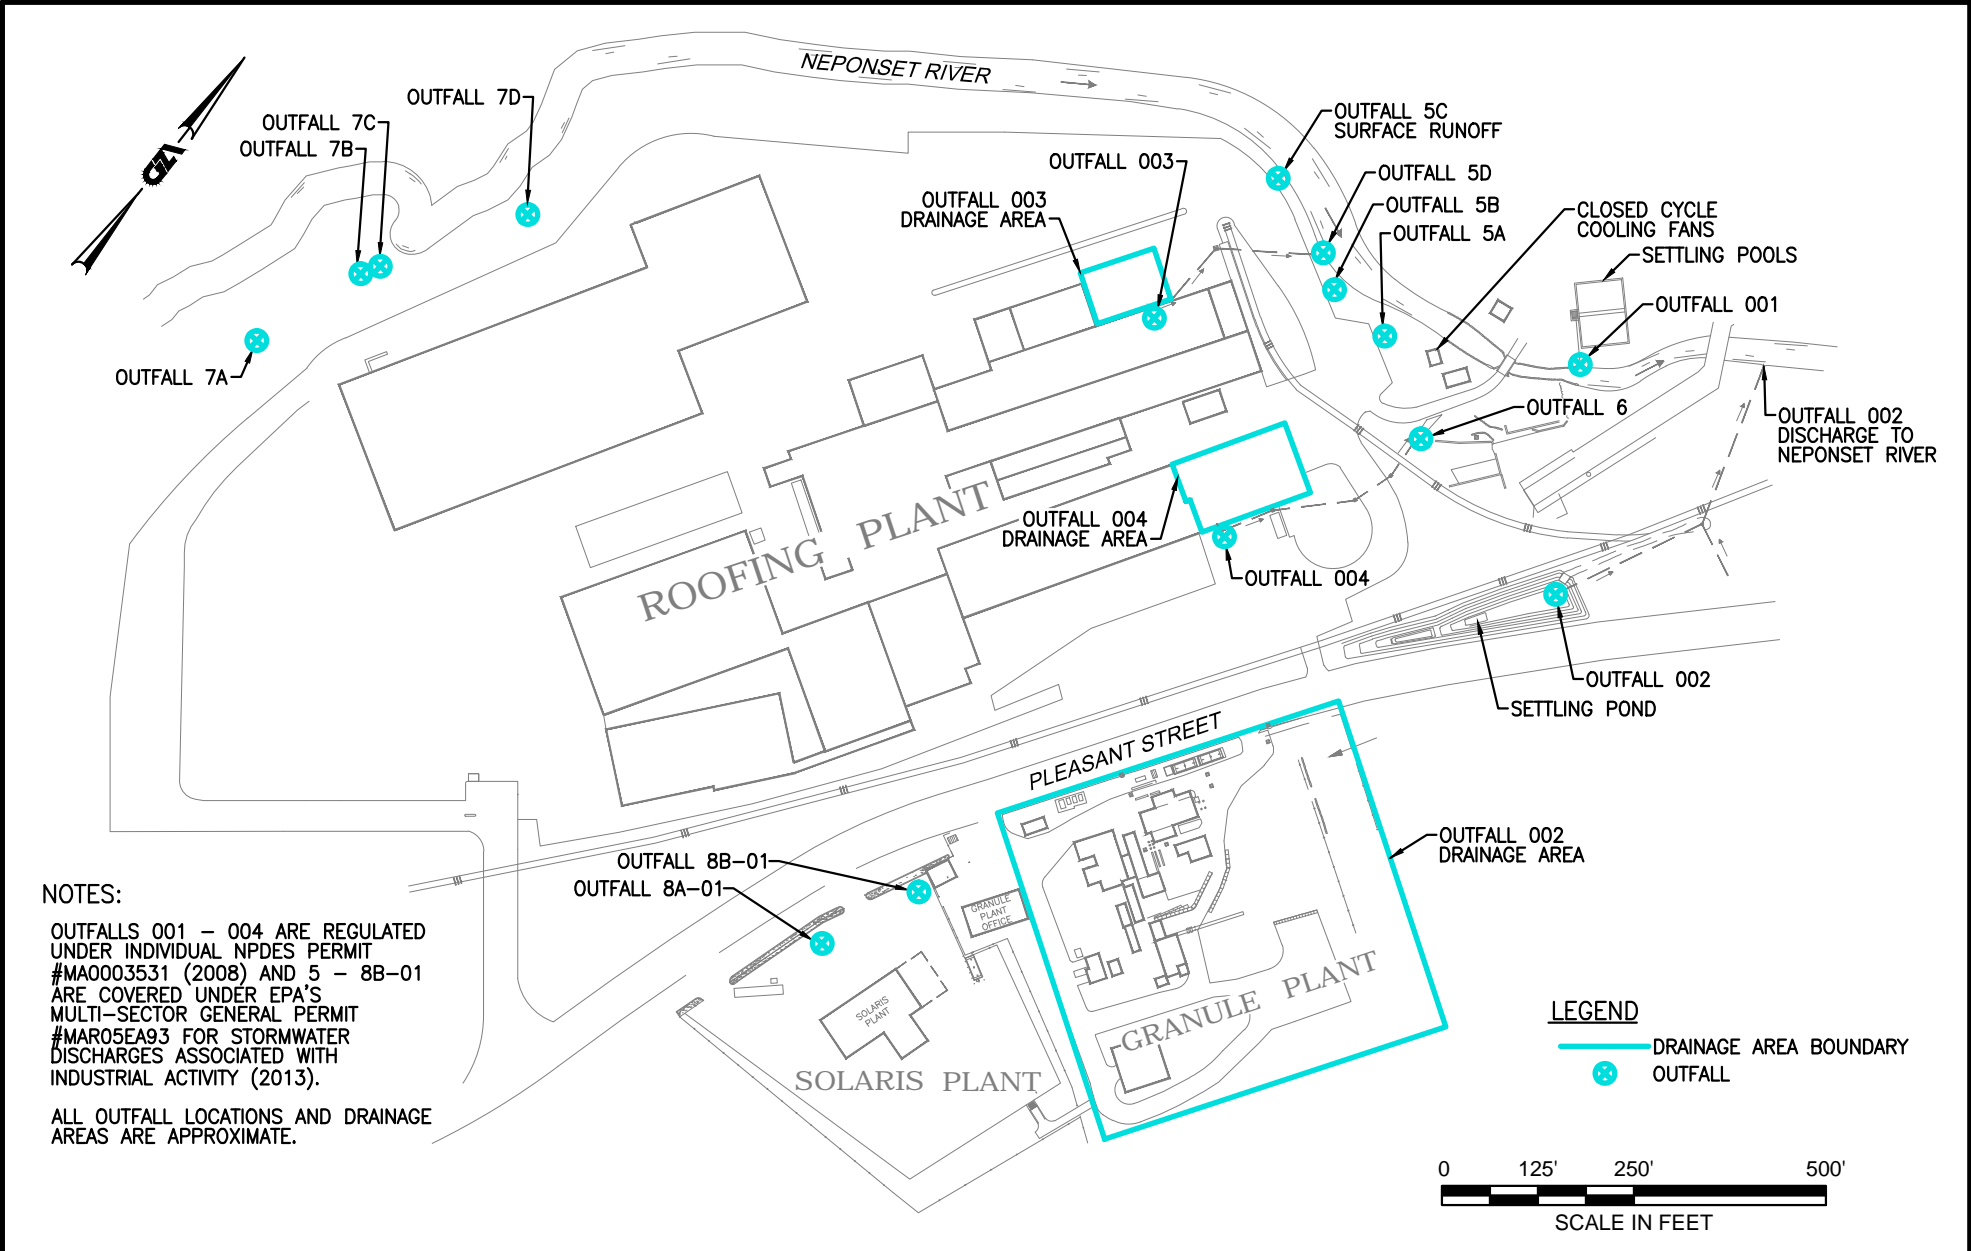 NEPONSET RIVER
OUTFALL 7D
OUTFALL 7C
OUTFALL 7B
OUTFALL 5C
SURFACE RUNOFF
OUTFALL 003
OUTFALL 5D
OUTFALL 003
DRAINAGE AREA
OUTFALL 5B
OUTFALL 5A
CLOSED CYCLE
COOLING FANS
SETTLING POOLS
OUTFALL 001
GZA
OUTFALL 7A
OUTFALL 6
OUTFALL 002
DISCHARGE TO
NEPONSET RIVER
ROOFING PLANT
OUTFALL 004
DRAINAGE AREA
OUTFALL 004
OUTFALL 002
SETTLING POND
PLEASANT STREET
OUTFALL 002
DRAINAGE AREA
OUTFALL 8B-01
OUTFALL 8A-01
GRANULE
PLANT
OFFICE
SOLARIS
PLANT
GRANULE PLANT
SOLARIS PLANT
NOTES:
OUTFALLS 001 - 004 ARE REGULATED
UNDER INDIVIDUAL NPDES PERMIT
#MA0003531 (2008) AND 5 - 8B-01
ARE COVERED UNDER EPA'S
MULTI-SECTOR GENERAL PERMIT
#MAR05EA93 FOR STORMWATER
DISCHARGES ASSOCIATED WITH
INDUSTRIAL ACTIVITY (2013).
ALL OUTFALL LOCATIONS AND DRAINAGE
AREAS ARE APPROXIMATE.
LEGEND
DRAINAGE AREA BOUNDARY
OUTFALL
0 125' 250' 500'
SCALE IN FEET